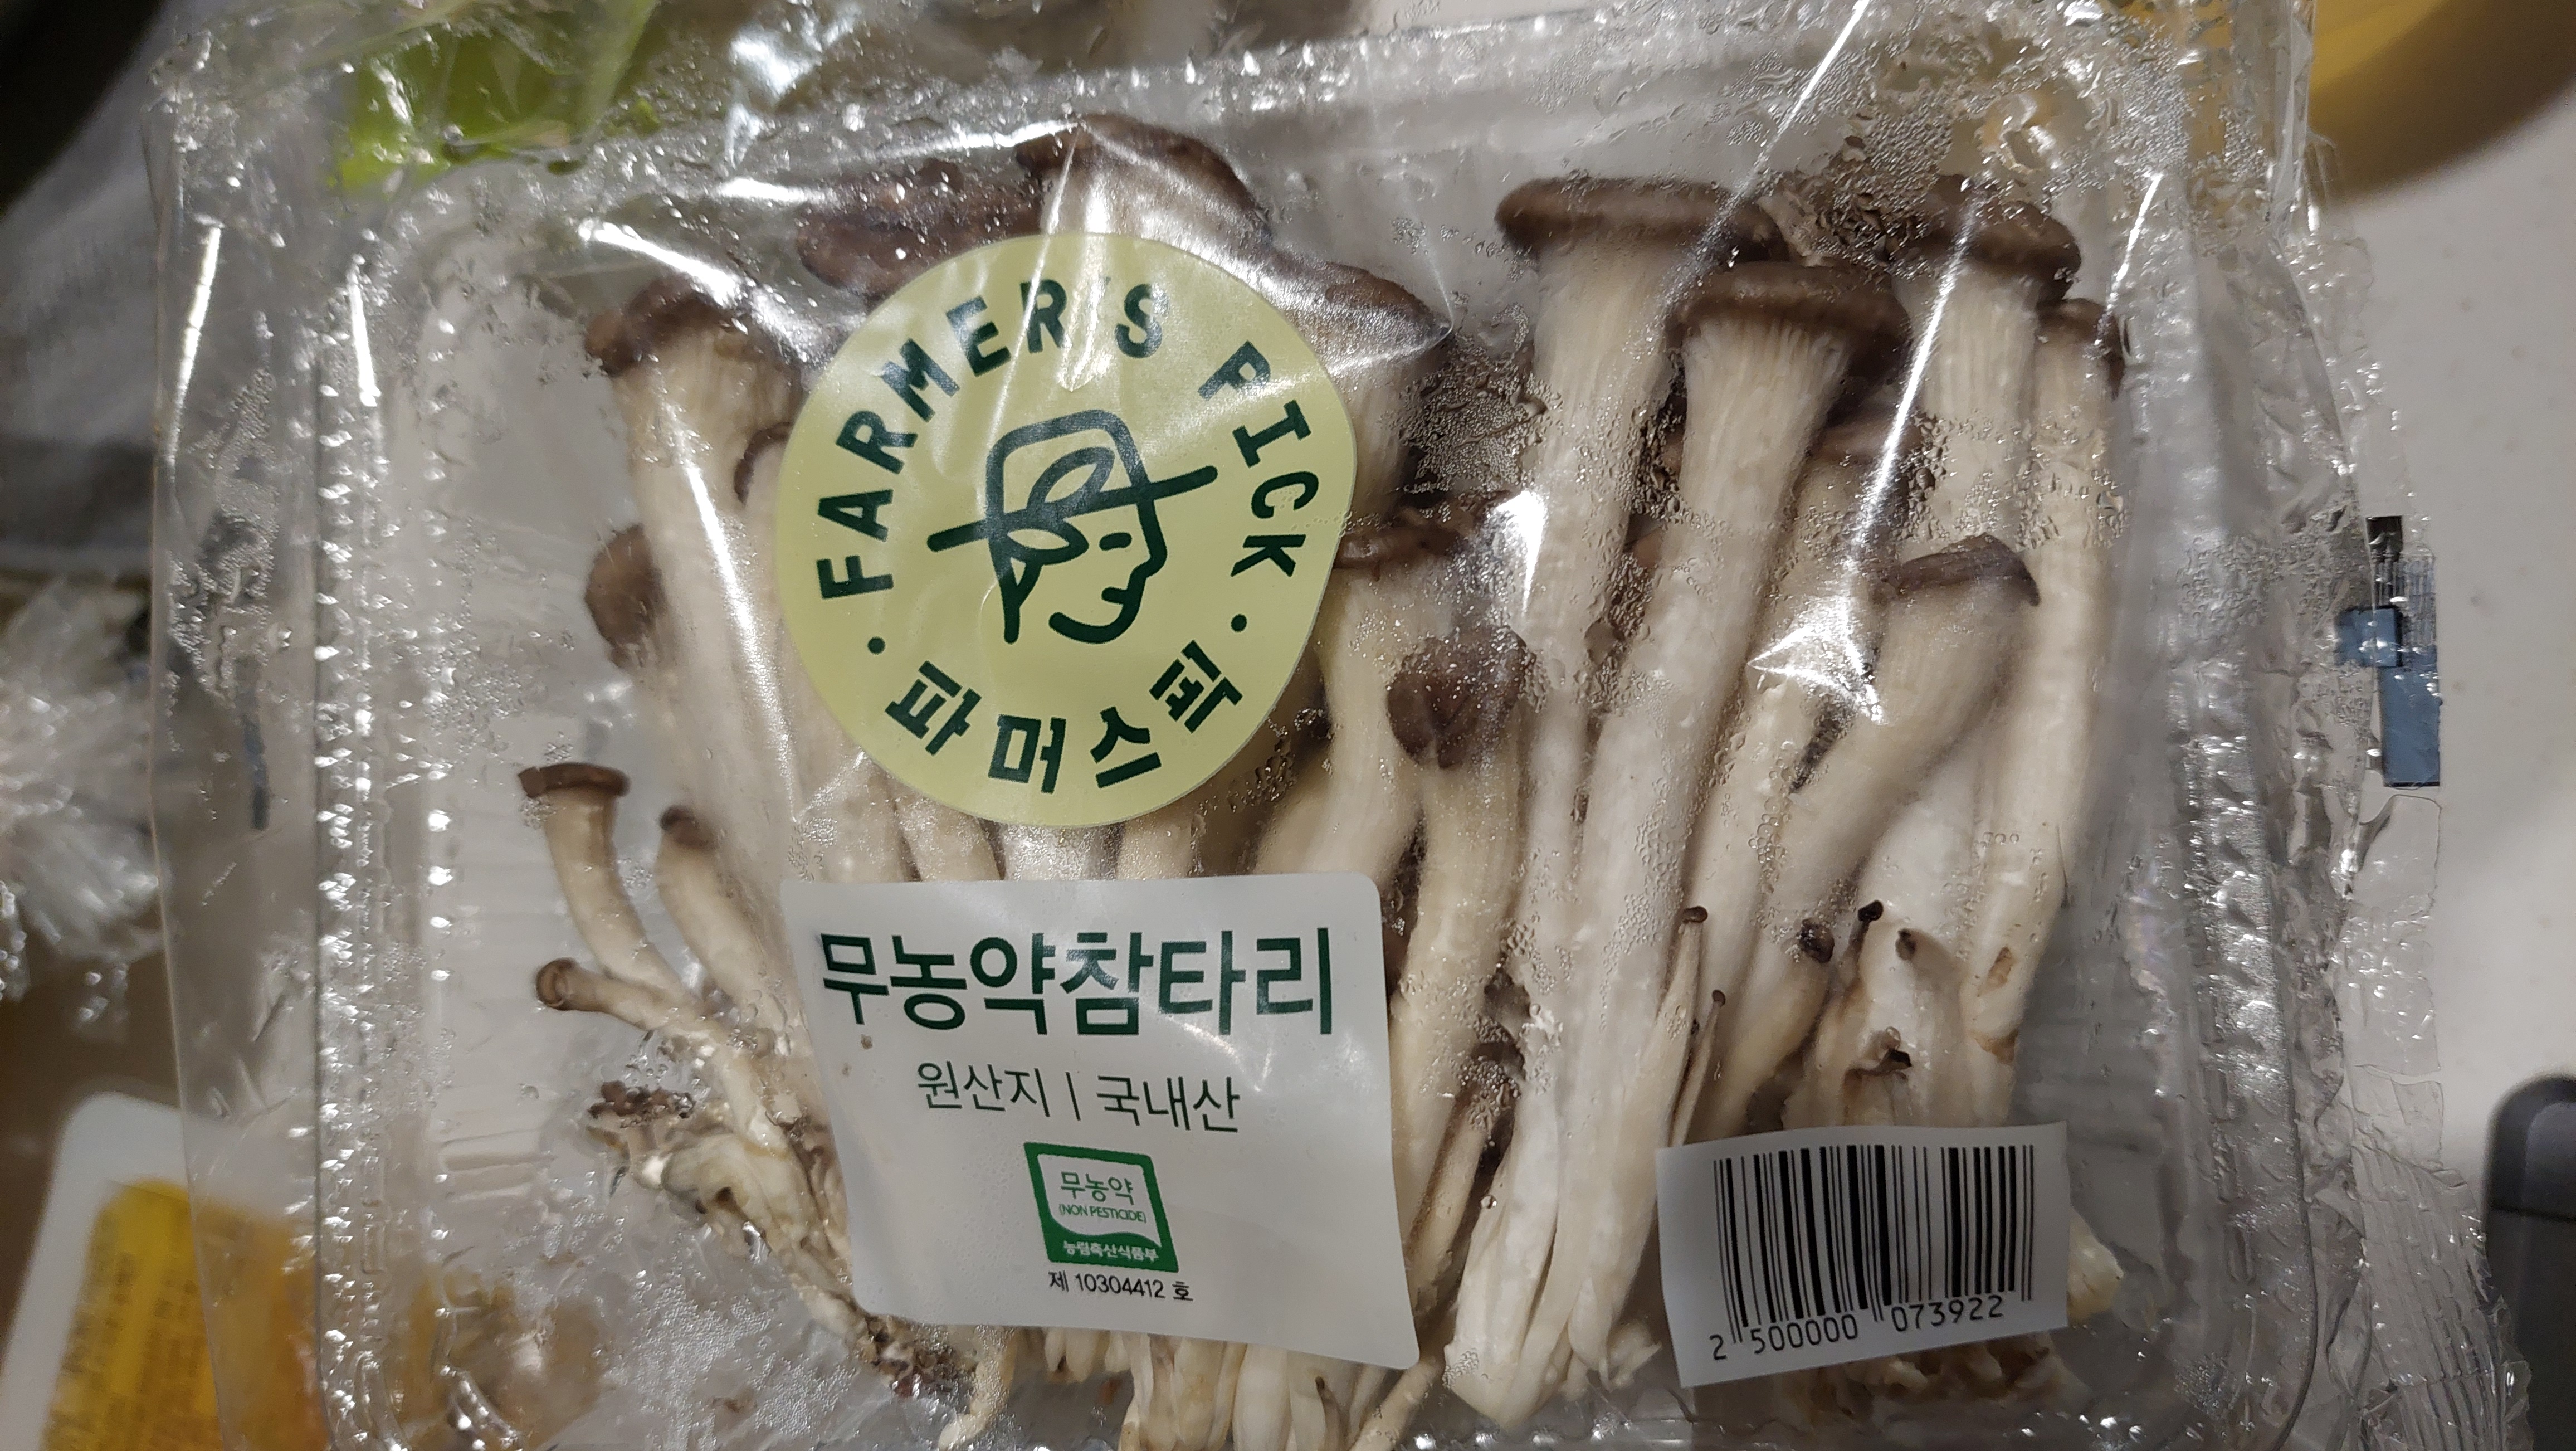 FARMER'S PICK
파머스픽
무농약참타리
원산지 | 국내산
무농약
(NON PESTICIDE)
농림축산식품부
제 10304412 호
2 500000 073922